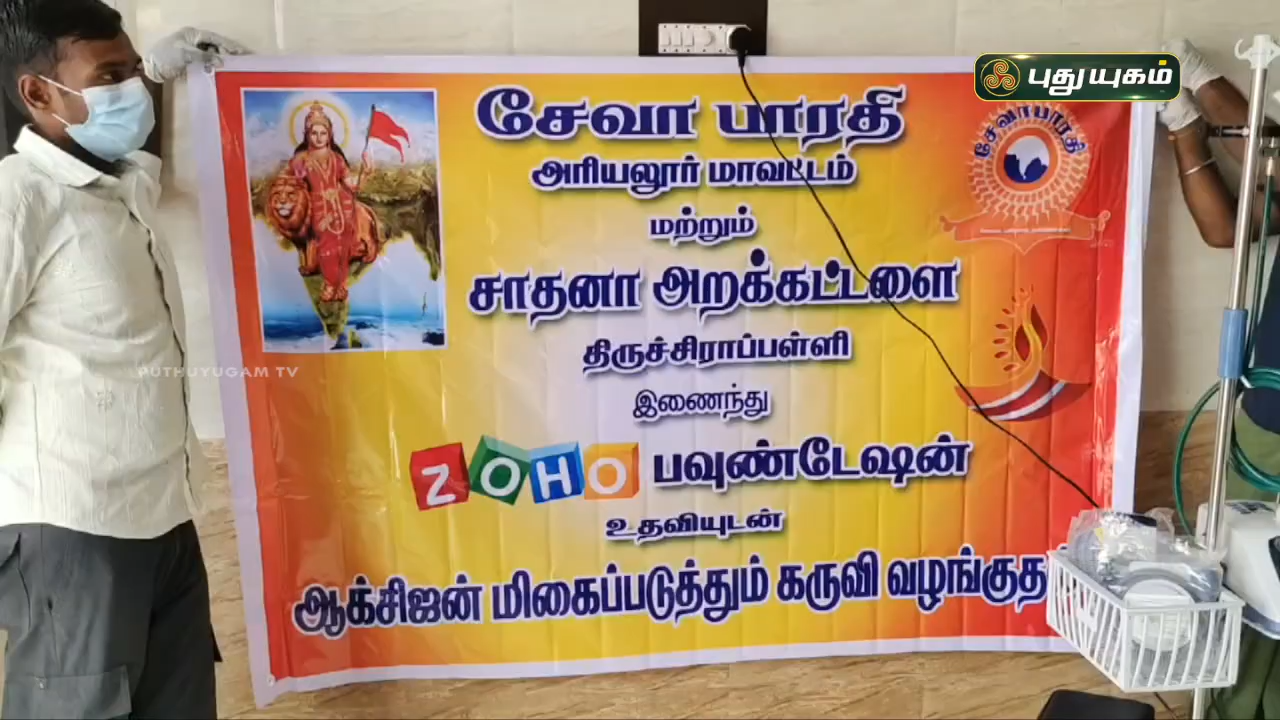 புதுயுகம்
சேவா பாரதி
சேவாபாரதி
அரியலூர் மாவட்டம்
மற்றும்
சாதனா அறக்கட்டளை
திருச்சிராப்பள்ளி
PUTHUYUGAM TV
இணைந்து
ZOHO பவுண்டேஷன்
உதவியுடன்
ஆக்சிஜன் மிகைப்படுத்தும் கருவி வழங்குத